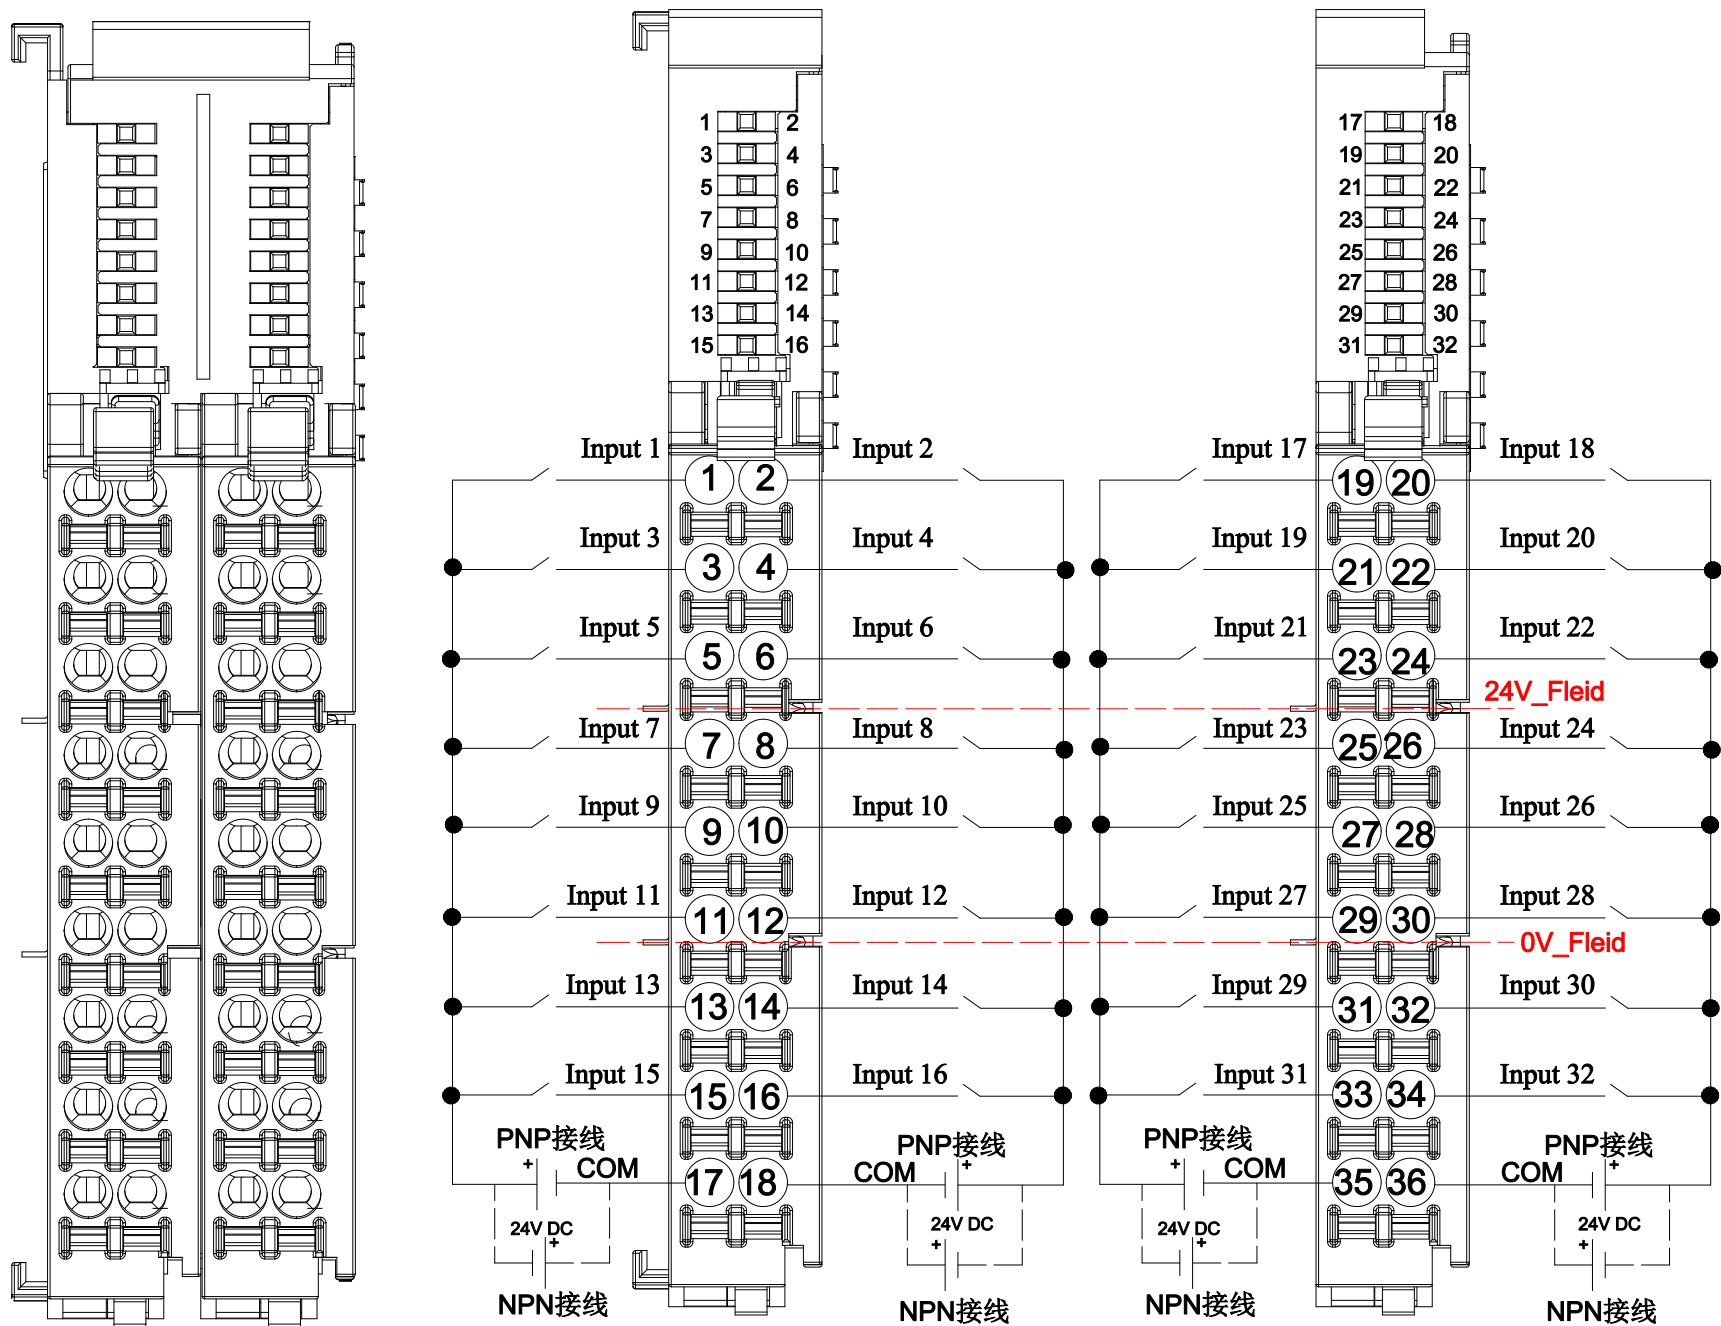 1 2 17 18
3 4 19 20
5 6 21 22
7 8 23 24
9 10 25 26
11 12 27 28
13 14 29 30
15 16 31 32
Input 1 Input 2 Input 17 Input 18
1 2 19 20
Input 3 Input 4 Input 19 Input 20
3 4 21 22
Input 5 Input 6 Input 21 Input 22
5 6 23 24
24V_Fleid
Input 7 Input 8 Input 23 Input 24
7 8 25 26
Input 9 Input 10 Input 25 Input 26
9 10 27 28
Input 11 Input 12 Input 27 Input 28
11 12 29 30
0V_Fleid
Input 13 Input 14 Input 29 Input 30
13 14 31 32
Input 15 Input 16 Input 31 Input 32
15 16 33 34
PNP接线 PNP接线 PNP接线 PNP接线
+ COM + COM + COM + COM
17 18 35 36
24V DC 24V DC 24V DC 24V DC
+ + + +
NPN接线 NPN接线 NPN接线 NPN接线